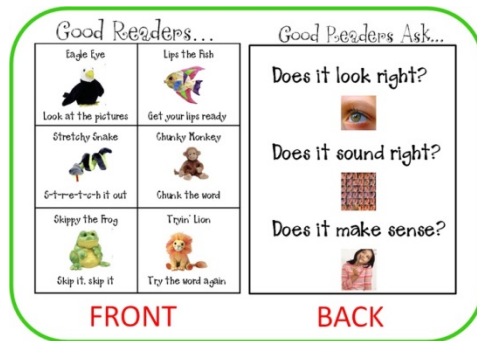 Good Readers...
Eagle Eye
Look at the pictures
Lips the Fish
Get your lips ready
Stretchy Snake
S-t-r-e-t-c-h it out
Chunky Monkey
Chunk the word
Skippy the Frog
Skip it, skip it
Tryin' Lion
Try the word again
FRONT
Good Readers Ask...
Does it look right?
Does it sound right?
Does it make sense?
BACK